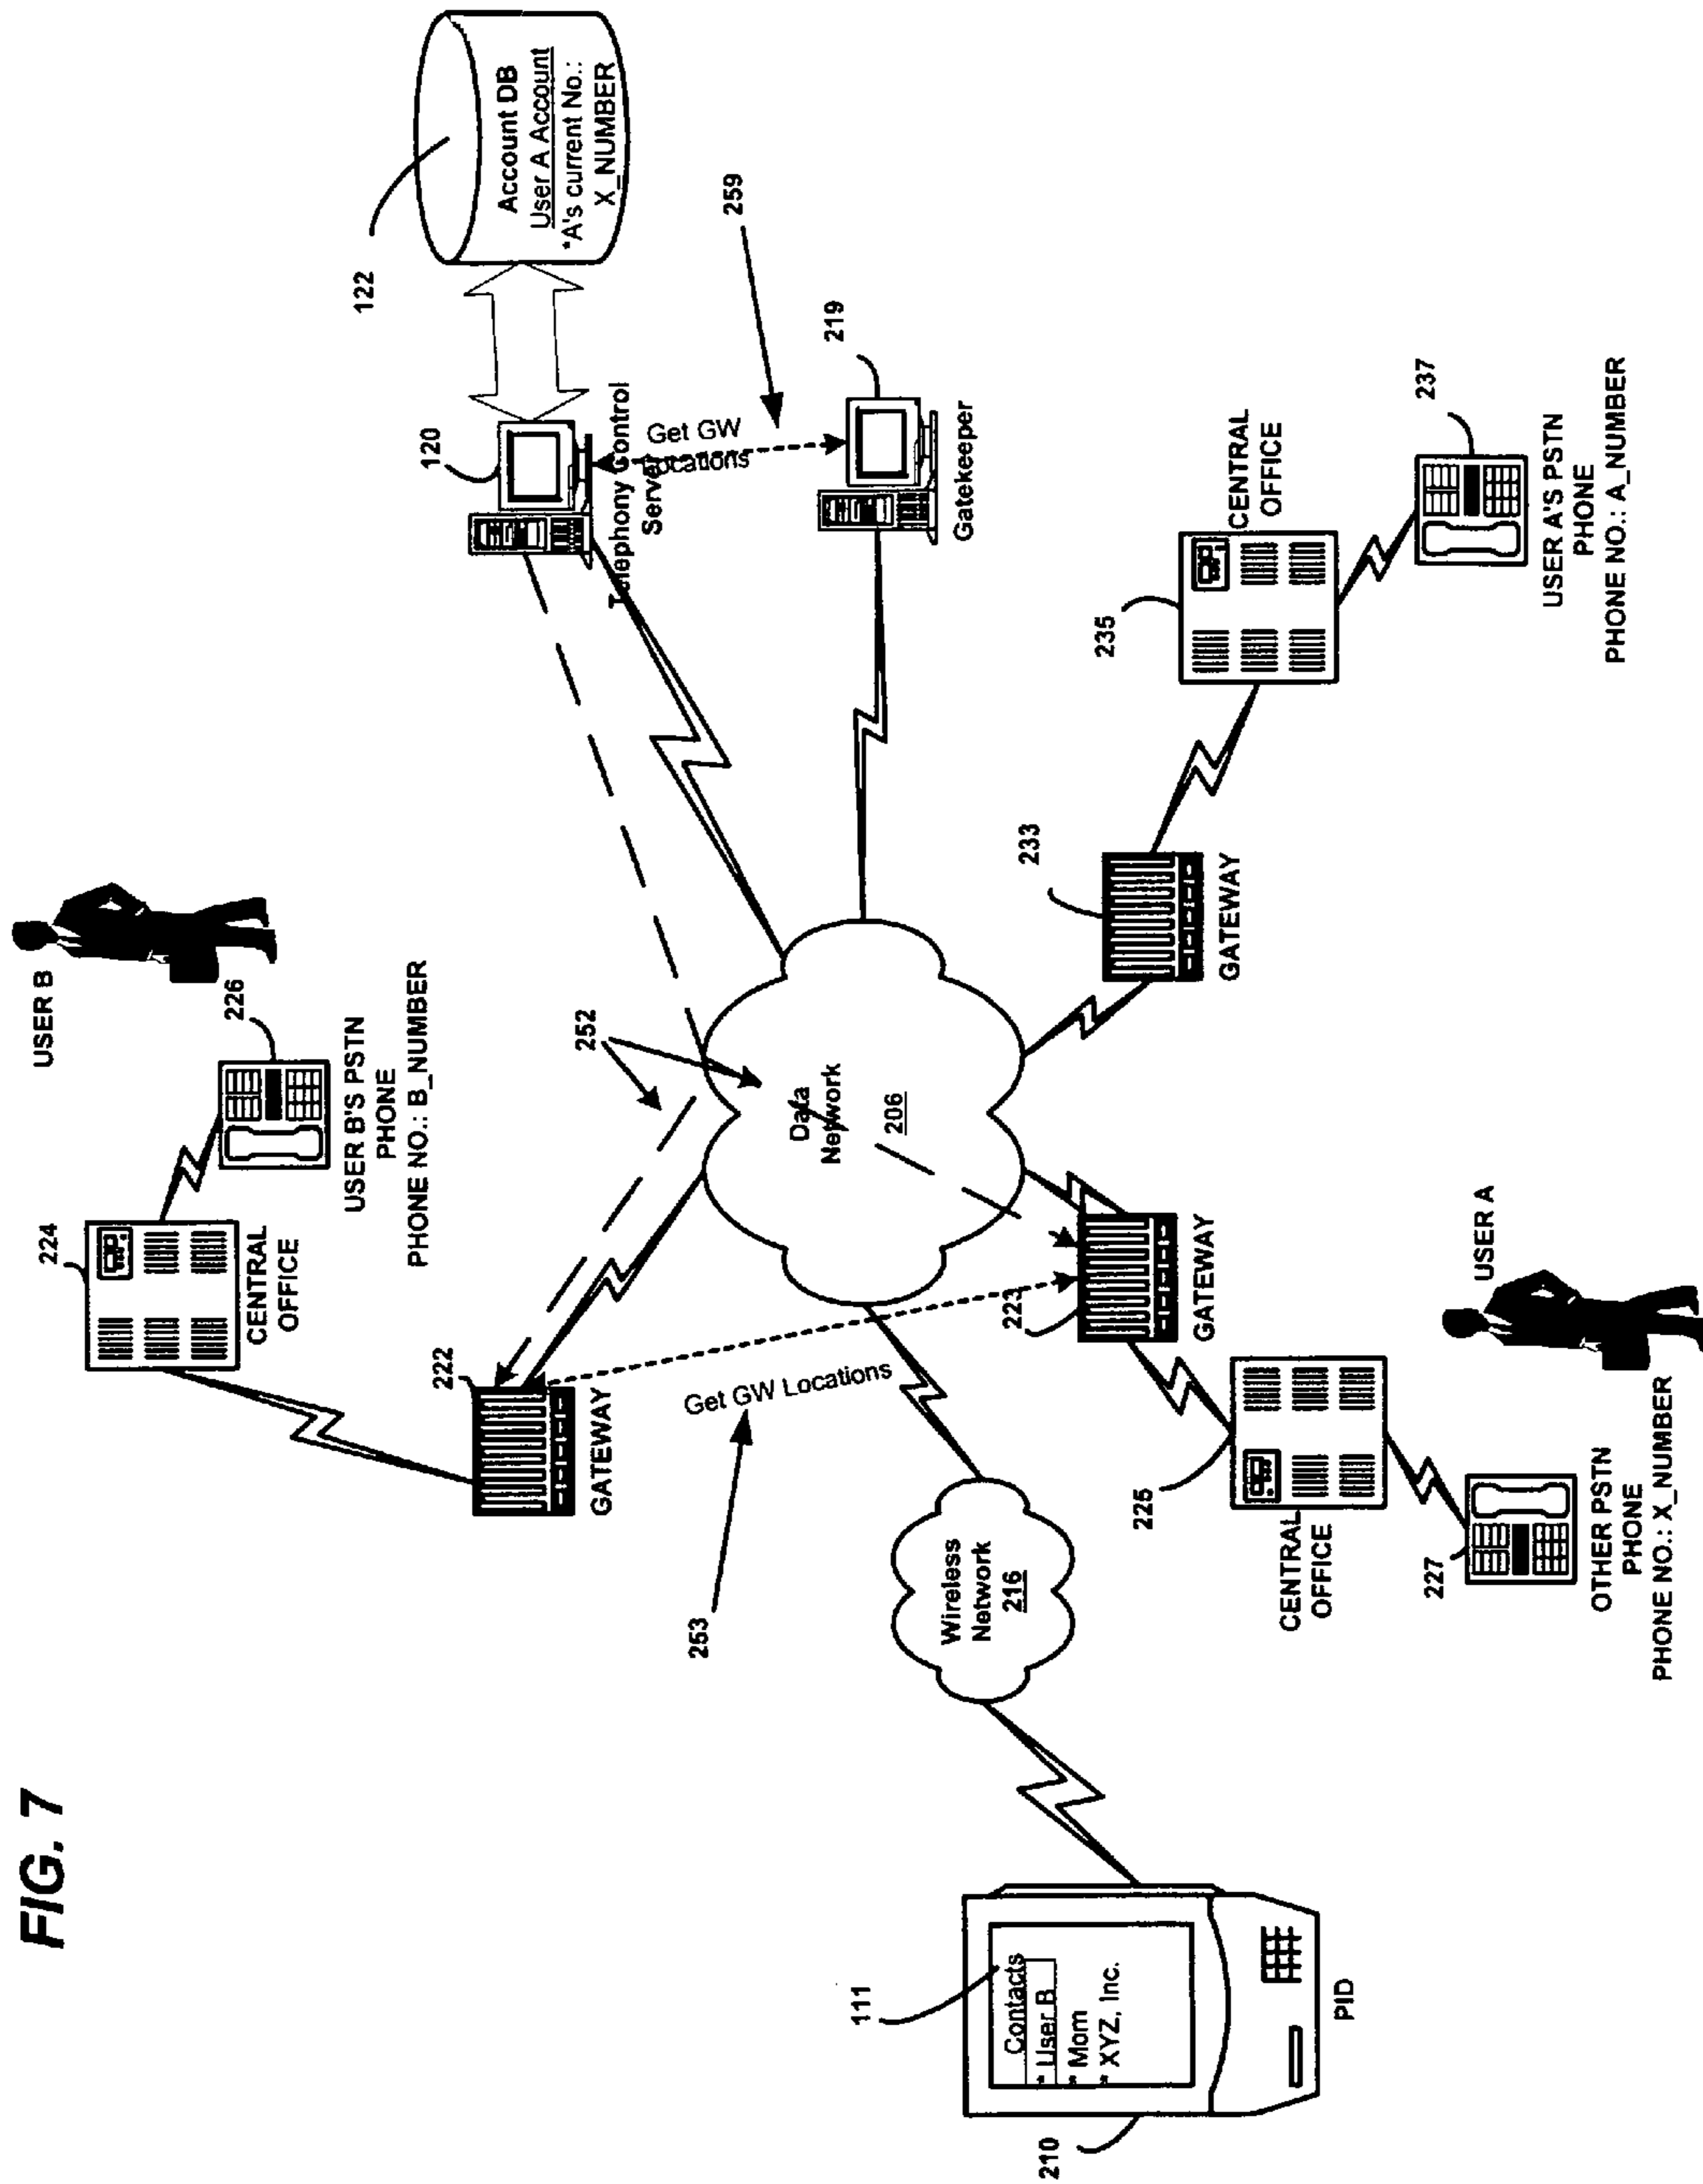 FIG. 7
USER B
226
USER B'S PSTN
PHONE
PHONE NO.: B_NUMBER
224
CENTRAL
OFFICE
222
GATEWAY
252
122
Account DB
User A Account
*A's current No.:
X_NUMBER
120
Telephony Control
Server
Get GW
Locations
259
219
Gatekeeper
Data
Network
206
253
Get GW Locations
223
GATEWAY
233
GATEWAY
235
CENTRAL
OFFICE
237
USER A'S PSTN
PHONE
PHONE NO.: A_NUMBER
Wireless
Network
216
225
CENTRAL
OFFICE
227
OTHER PSTN
PHONE
PHONE NO.: X_NUMBER
USER A
111
Contacts
* User B
* Mom
* XYZ, Inc.
210
PID